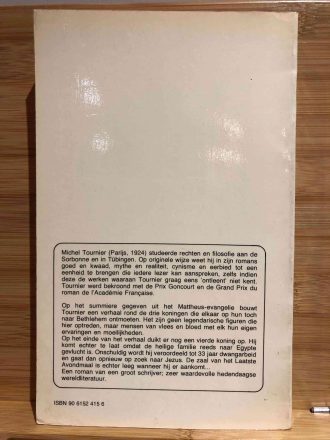 Michel Tournier (Parijs, 1924) studeerde rechten en filosofie aan de
Sorbonne en in Tübingen. Op originele wijze weet hij in zijn romans
goed en kwaad, mythe en realiteit, cynisme en eerbied tot een
eenheid te brengen die iedere lezer kan aanspreken, zelfs indien
deze de werken waaraan Tournier graag eens 'ontleent' niet kent.
Tournier werd bekroond met de Prix Goncourt en de Grand Prix du
roman de l'Académie Française.
Op het summiere gegeven uit het Mattheus-evangelie bouwt
Tournier een verhaal rond de drie koningen die elkaar op hun toch
naar Bethlehem ontmoeten. Het zijn geen legendarische figuren die
hier optreden, maar mensen van vlees en bloed met elk hun eigen
ervaringen en moeilijkheden.
Op het einde van het verhaal duikt er nog een vierde koning op. Hij
komt echter te laat omdat de heilige familie reeds naar Egypte
gevlucht is. Onschuldig wordt hij veroordeeld tot 33 jaar dwangarbeid
en gaat dan opnieuw op zoek naar Jezus. De zaal van het Laatste
Avondmaal is echter leeg wanneer hij er aankomt...
Een roman van een groot schrijver; zeer waardevolle hedendaagse
wereldliteratuur.
ISBN 90 6152 415 6